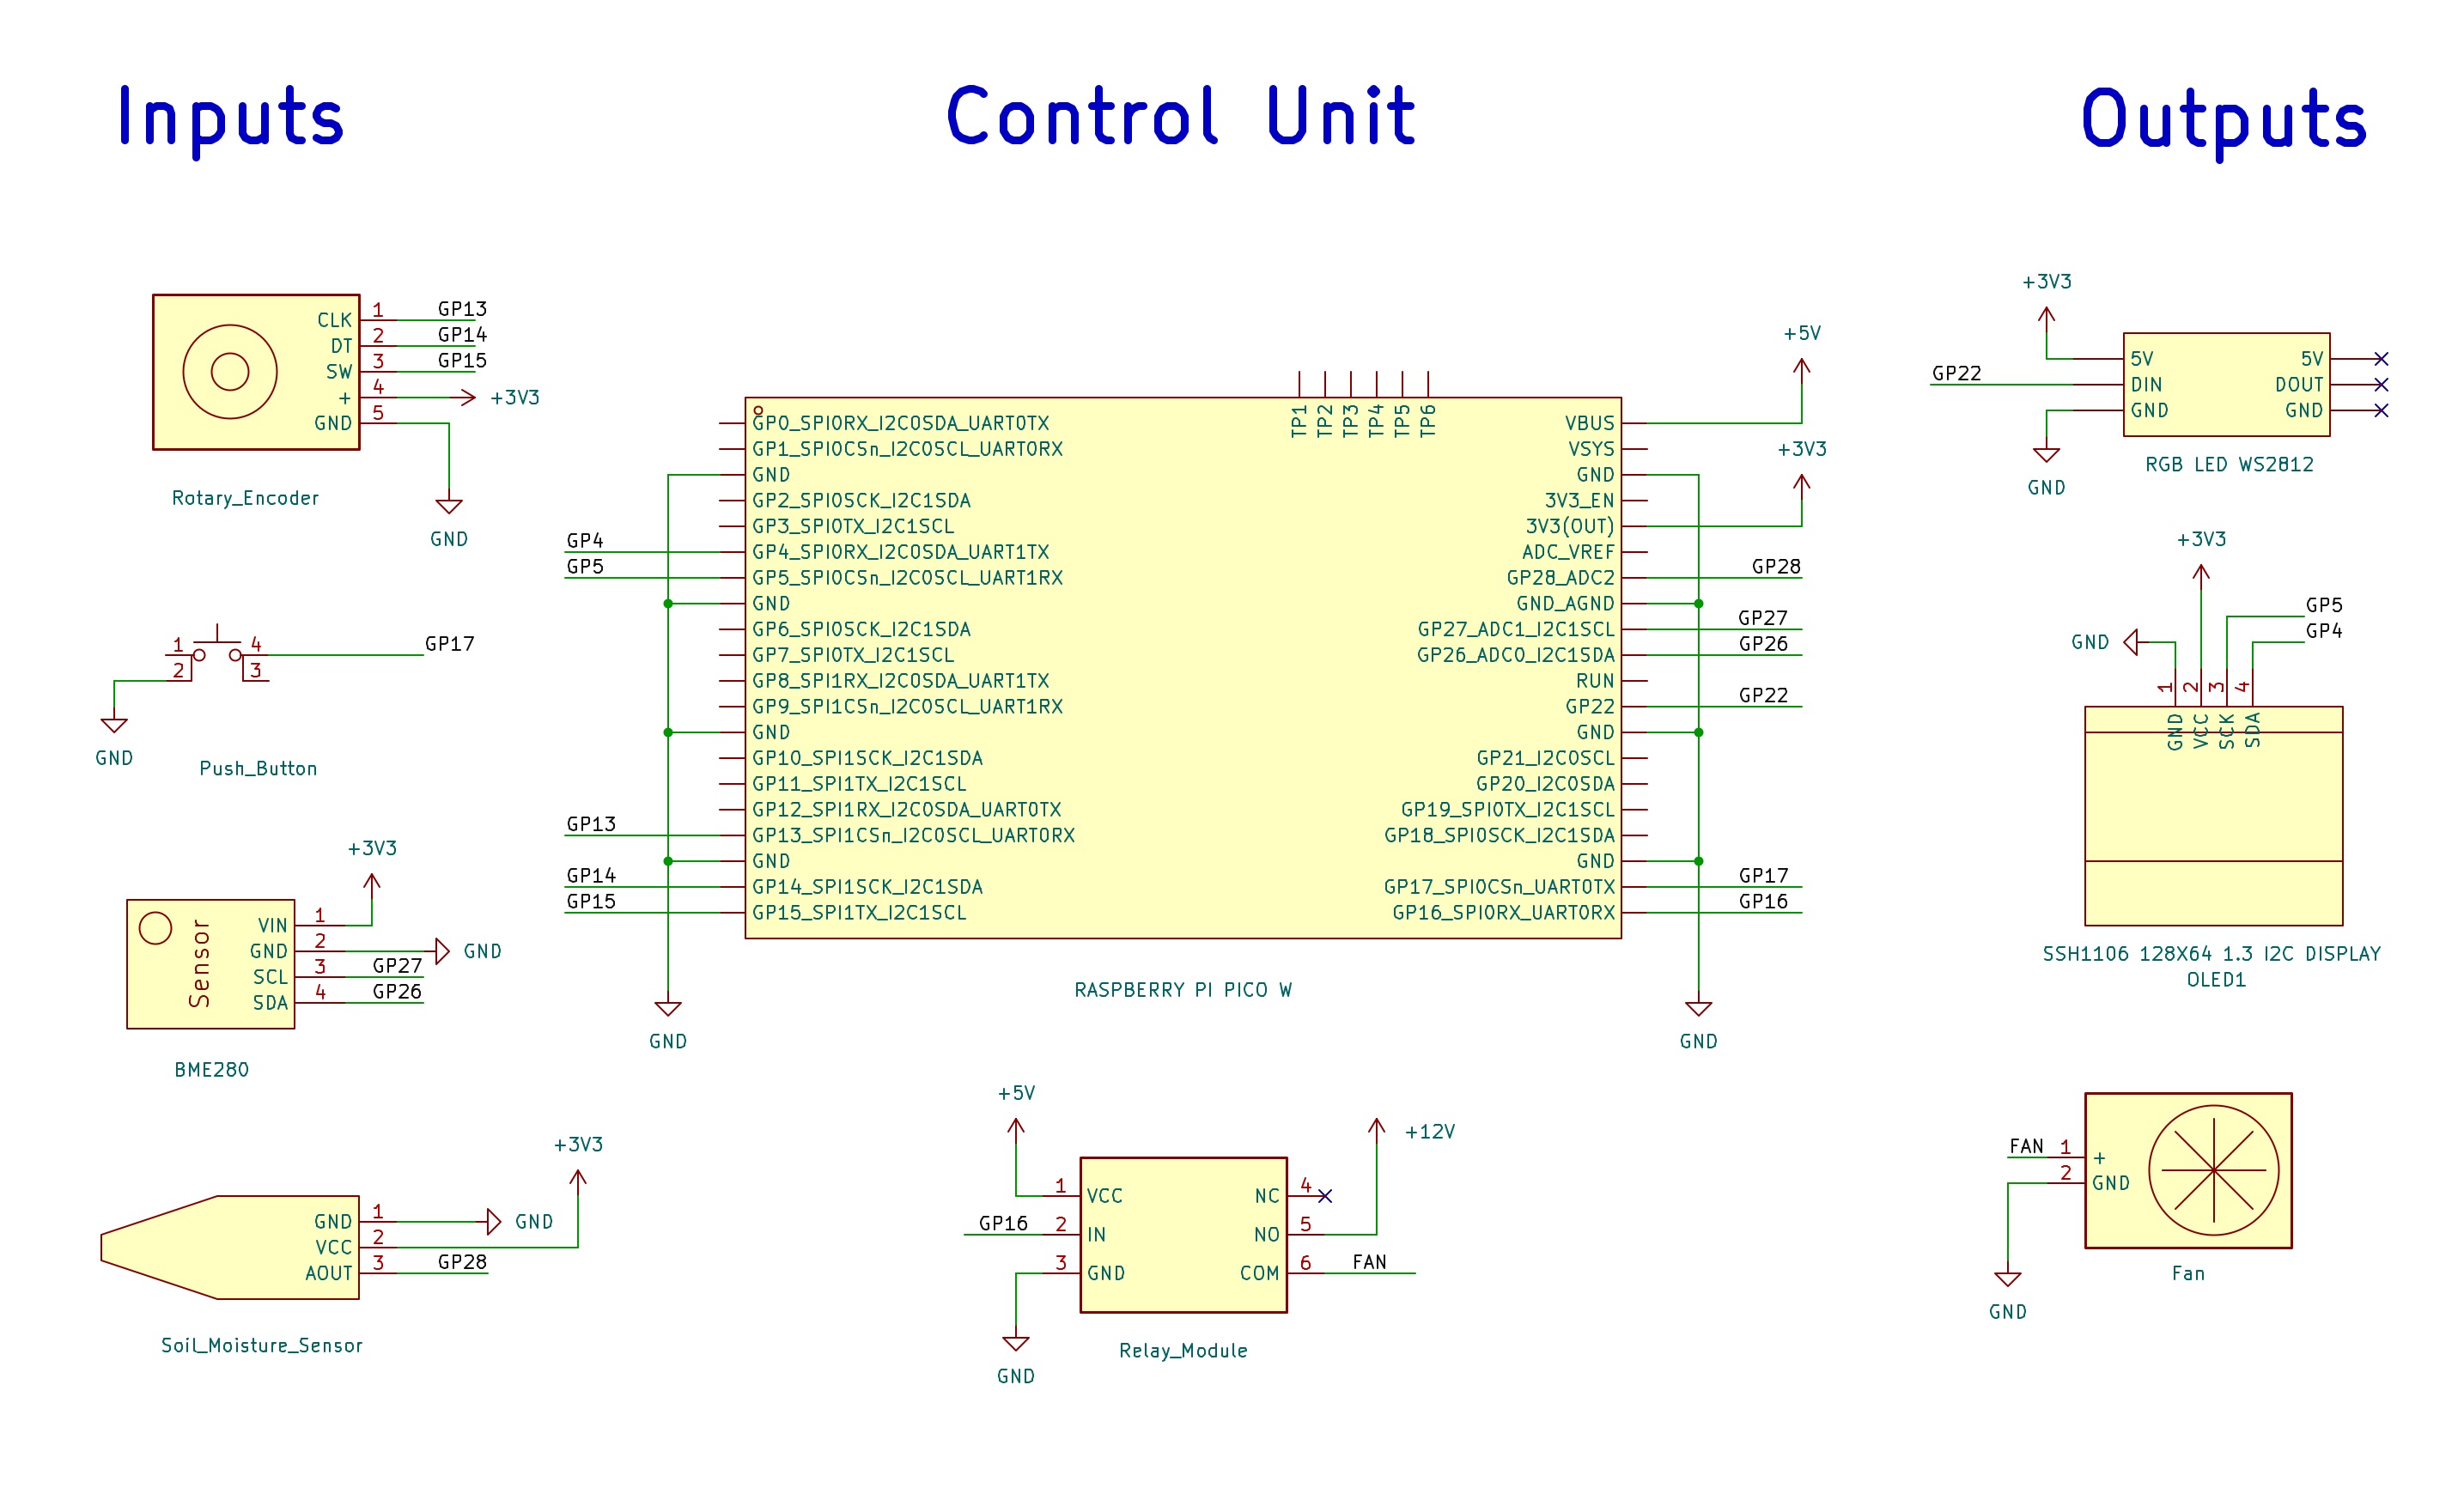 Inputs
Control Unit
Outputs
CLK 1 GP13
DT 2 GP14
SW 3 GP15
+ 4 +3V3
GND 5
GND
Rotary_Encoder
1 4 GP17
2 3
GND
Push_Button
+3V3
VIN 1
GND 2 GND
SCL 3 GP27
SDA 4 GP26
Sensor
BME280
+3V3
GND 1 GND
VCC 2
AOUT 3 GP28
Soil_Moisture_Sensor
TP1 TP2 TP3 TP4 TP5 TP6
GP0_SPI0RX_I2C0SDA_UART0TX
GP1_SPI0CSn_I2C0SCL_UART0RX
GND
GP2_SPI0SCK_I2C1SDA
GP3_SPI0TX_I2C1SCL
GP4 GP4_SPI0RX_I2C0SDA_UART1TX
GP5 GP5_SPI0CSn_I2C0SCL_UART1RX
GND
GP6_SPI0SCK_I2C1SDA
GP7_SPI0TX_I2C1SCL
GP8_SPI1RX_I2C0SDA_UART1TX
GP9_SPI1CSn_I2C0SCL_UART1RX
GND
GP10_SPI1SCK_I2C1SDA
GP11_SPI1TX_I2C1SCL
GP12_SPI1RX_I2C0SDA_UART0TX
GP13 GP13_SPI1CSn_I2C0SCL_UART0RX
GND
GP14 GP14_SPI1SCK_I2C1SDA
GP15 GP15_SPI1TX_I2C1SCL
GND
+5V
VBUS
VSYS
+3V3
GND
3V3_EN
3V3(OUT)
ADC_VREF
GP28_ADC2 GP28
GND_AGND
GP27_ADC1_I2C1SCL GP27
GP26_ADC0_I2C1SDA GP26
RUN
GP22 GP22
GND
GP21_I2C0SCL
GP20_I2C0SDA
GP19_SPI0TX_I2C1SCL
GP18_SPI0SCK_I2C1SDA
GND
GP17_SPI0CSn_UART0TX GP17
GP16_SPI0RX_UART0RX GP16
GND
RASPBERRY PI PICO W
+5V
+12V
1 VCC NC 4
GP16 2 IN NO 5
3 GND COM 6 FAN
GND
Relay_Module
+3V3
5V 5V
GP22 DIN DOUT
GND GND
RGB LED WS2812
GND
+3V3
GP5
GND GP4
1 2 3 4
GND VCC SCK SDA
SSH1106 128X64 1.3 I2C DISPLAY
OLED1
FAN 1 +
2 GND
GND
Fan